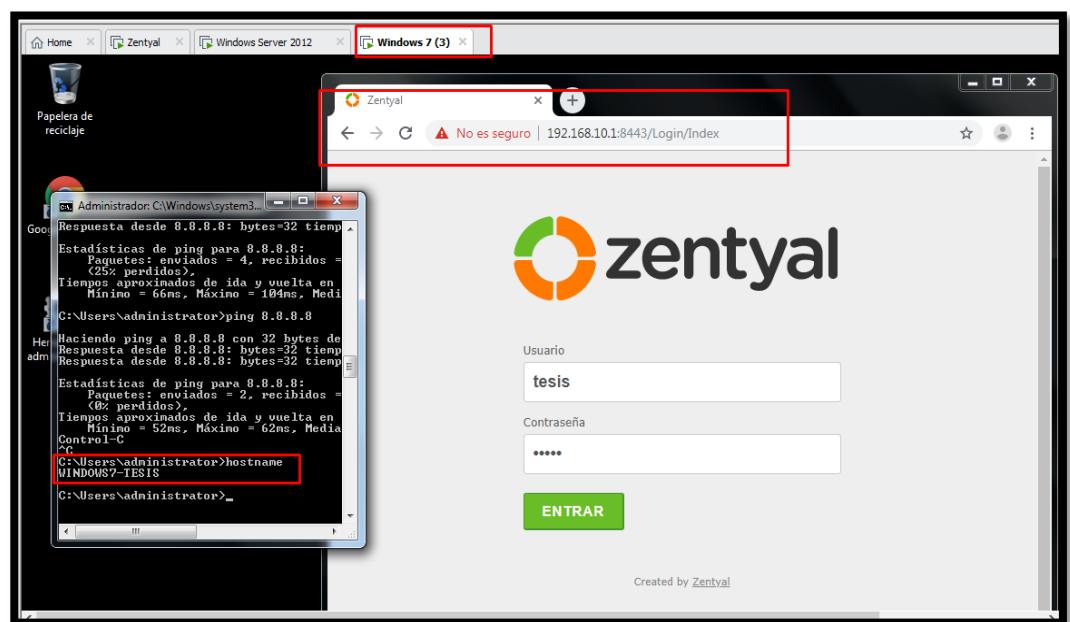 Home
Zentyal
Windows Server 2012
Windows 7 (3)
Papelera de
reciclaje
Zentyal
No es seguro
192.168.10.1:8443/Login/Index
Goog
Her
adm
Administrador: C:\Windows\system3...
Respuesta desde 8.8.8.8: bytes=32 tiemp
Estadísticas de ping para 8.8.8.8:
Paquetes: enviados = 4, recibidos =
(25% perdidos),
Tiempos aproximados de ida y vuelta en
Mínimo = 66ms, Máximo = 104ms, Medi
C:\Users\administrator>ping 8.8.8.8
Haciendo ping a 8.8.8.8 con 32 bytes de
Respuesta desde 8.8.8.8: bytes=32 tiemp
Respuesta desde 8.8.8.8: bytes=32 tiemp
Estadísticas de ping para 8.8.8.8:
Paquetes: enviados = 2, recibidos =
(0% perdidos),
Tiempos aproximados de ida y vuelta en
Mínimo = 52ms, Máximo = 62ms, Media
Control-C
^C
C:\Users\administrator>hostname
WINDOWS7-TESIS
C:\Users\administrator>_
zentyal
Usuario
tesis
Contraseña
•••••
ENTRAR
Created by Zentyal